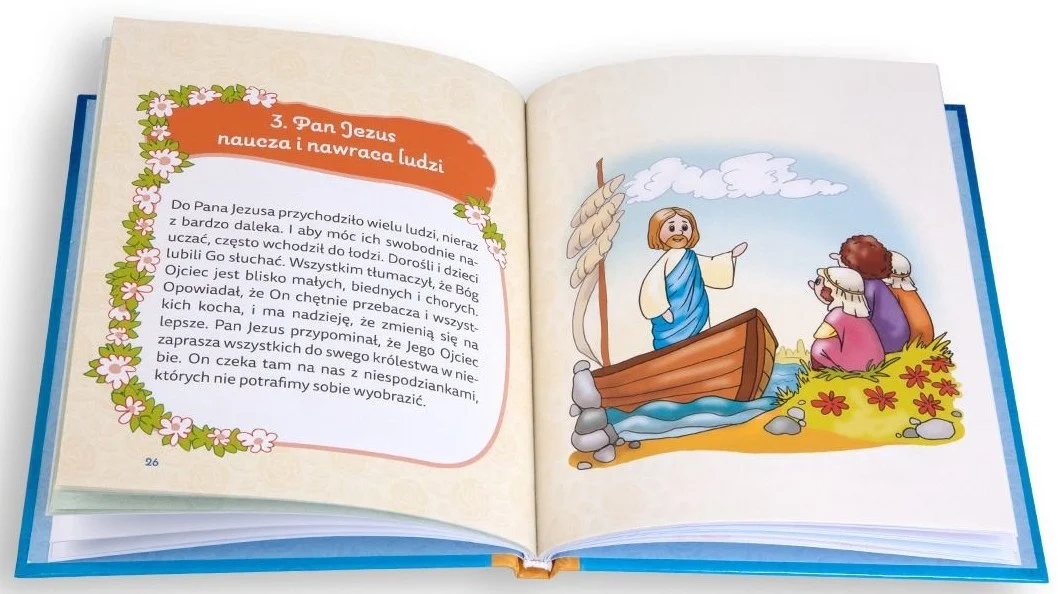 3. Pan Jezus
naucza i nawraca ludzi
Do Pana Jezusa przychodziło wielu ludzi, nieraz
z bardzo daleka. I aby móc ich swobodnie na-
uczać, często wchodził do łodzi. Dorośli i dzieci
lubili Go słuchać. Wszystkim tłumaczył, że Bóg
Ojciec jest blisko małych, biednych i chorych.
Opowiadał, że On chętnie przebacza i wszyst-
kich kocha, i ma nadzieję, że zmienią się na
lepsze. Pan Jezus przypominał, że Jego Ojciec
zaprasza wszystkich do swego królestwa w nie-
bie. On czeka tam na nas z niespodziankami,
których nie potrafimy sobie wyobrazić.
26